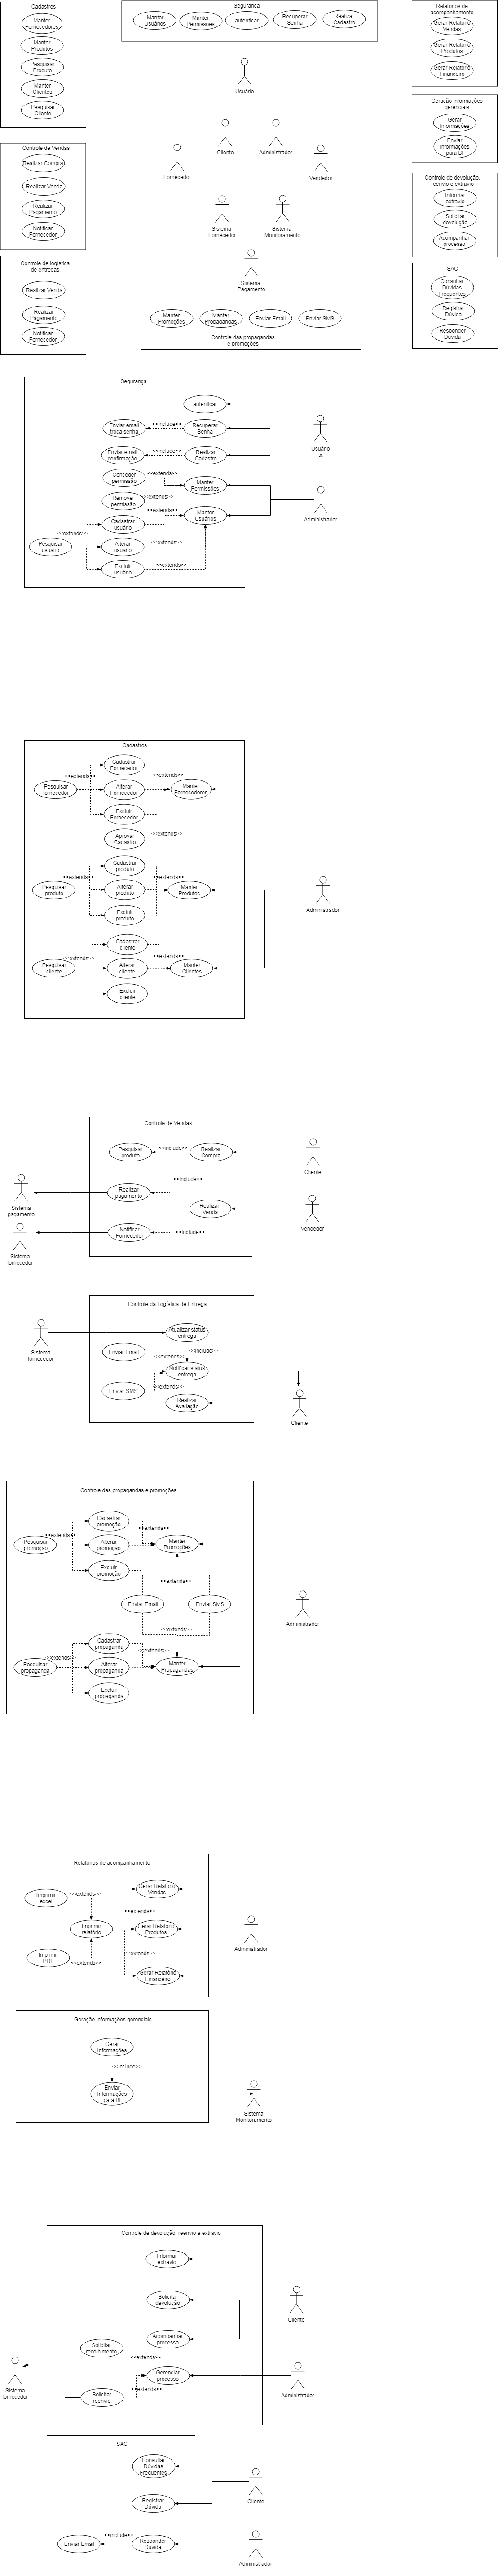 Cadastros
Manter
Fornecedores
Manter
Produtos
Pesquisar
Produto
Manter
Clientes
Pesquisar
Cliente
Segurança
Manter
Usuários
Manter
Permissões
autenticar
Recuperar
Senha
Realizar
Cadastro
Relatórios de
acompanhamento
Gerar Relatório
Vendas
Gerar Relatório
Produtos
Gerar Relatório
Financeiro
Usuário
Geração informações
gerenciais
Gerar
Informações
Enviar
Informações
para BI
Controle de Vendas
Realizar Compra
Realizar Venda
Realizar
Pagamento
Notificar
Fornecedor
Fornecedor
Cliente
Administrador
Vendedor
Controle de devolução,
reenvio e extravio
Informar
extravio
Solicitar
devolução
Acompanhar
processo
Sistema
Fornecedor
Sistema
Monitoramento
Sistema
Pagamento
Controle de logística
de entregas
Realizar Venda
Realizar
Pagamento
Notificar
Fornecedor
SAC
Consultar
Dúvidas
Frequentes
Registrar
Dúvida
Responder
Dúvida
Manter
Promoções
Manter
Propagandas
Enviar Email
Enviar SMS
Controle das propagandas
e promoções
Segurança
autenticar
Enviar email
troca senha
<<include>>
Recuperar
Senha
Usuário
Enviar email
confirmação
<<include>>
Realizar
Cadastro
Conceder
permissão
<<extends>>
Manter
Permissões
Remover
permissão
<<extends>>
Administrador
<<extends>>
Manter
Usuários
Cadastrar
usuário
<<extends>>
Pesquisar
usuário
Alterar
usuário
<<extends>>
Excluir
usuário
<<extends>>
Cadastros
Cadastrar
Fornecedor
<<extends>>
<<extends>>
Pesquisar
fornecedor
Alterar
Fornecedor
Manter
Fornecedores
Excluir
Fornecedor
Aprovar
Cadastro
<<extends>>
Cadastrar
produto
<<extends>>
<<extends>>
Pesquisar
produto
Alterar
produto
Manter
Produtos
Administrador
Excluir
produto
Cadastrar
cliente
<<extends>>
<<extends>>
Pesquisar
cliente
Alterar
cliente
Manter
Clientes
Excluir
cliente
Controle de Vendas
Pesquisar
produto
<<include>>
Realizar
Compra
Cliente
<<include>>
Realizar
pagamento
Sistema
pagamento
Realizar
Venda
Vendedor
Notificar
Fornecedor
<<include>>
Sistema
fornecedor
Controle da Logística de Entrega
Atualizar status
entrega
Sistema
fornecedor
Enviar Email
<<include>>
<<extends>>
Notificar status
entrega
Enviar SMS
<<extends>>
Realizar
Avaliação
Cliente
Controle das propagandas e promoções
Cadastrar
promoção
<<extends>>
<<extends>>
Pesquisar
promoção
Alterar
promoção
Manter
Promoções
Excluir
promoção
<<extends>>
Enviar Email
Enviar SMS
Administrador
<<extends>>
Cadastrar
propaganda
<<extends>>
<<extends>>
Pesquisar
propaganda
Alterar
propaganda
Manter
Propagandas
Excluir
propaganda
Relatórios de acompanhamento
Gerar Relatório
Vendas
Imprimir
excel
<<extends>>
<<extends>>
Imprimir
relatório
Gerar Relatório
Produtos
Administrador
<<extends>>
Imprimir
PDF
<<extends>>
Gerar Relatório
Financeiro
Geração informações gerenciais
Gerar
Informações
<<include>>
Enviar
Informações
para BI
Sistema
Monitoramento
Controle de devolução, reenvio e extravio
Informar
extravio
Solicitar
devolução
Cliente
Acompanhar
processo
Solicitar
recolhimento
<<extends>>
Gerenciar
processo
Sistema
fornecedor
Administrador
Solicitar
reenvio
<<extends>>
SAC
Consultar
Dúvidas
Frequentes
Cliente
Registrar
Dúvida
Enviar Email
<<include>>
Responder
Dúvida
Administrador